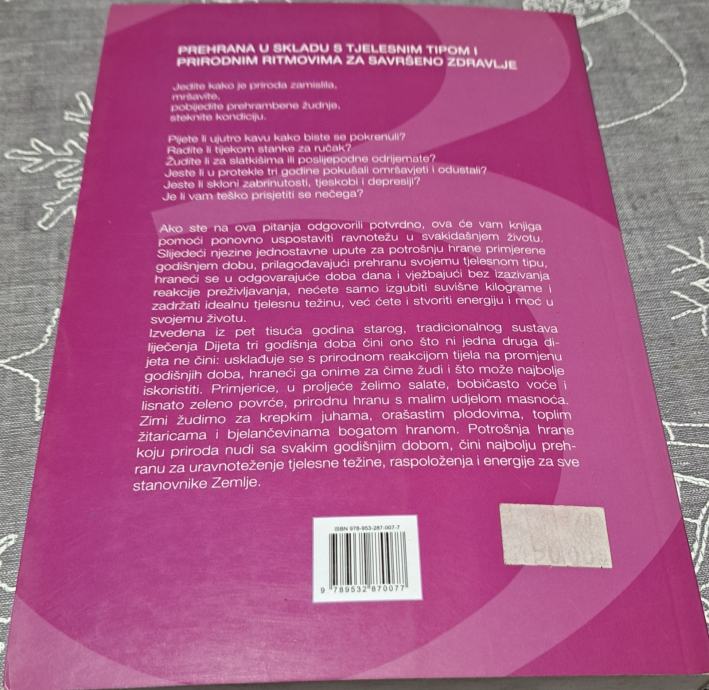 PREHRANA U SKLADU S TJELESNIM TIPOM I
PRIRODNIM RITMOVIMA ZA SAVRŠENO ZDRAVLJE
Jedite kako je priroda zamislila,
mršavite,
pobijedite prehrambene žudnje,
steknite kondiciju.
Pijete li ujutro kavu kako biste se pokrenuli?
Radite li tijekom stanke za ručak?
Žudite li za slatkišima ili poslijepodne odrijemate?
Jeste li u protekle tri godine pokušali omršavjeti i odustali?
Jeste li skloni zabrinutosti, tjeskobi i depresiji?
Je li vam teško prisjetiti se nečega?
Ako ste na ova pitanja odgovorili potvrdno, ova će vam knjiga
pomoći ponovno uspostaviti ravnotežu u svakidašnjem životu.
Slijedeći njezine jednostavne upute za potrošnju hrane primjerene
godišnjem dobu, prilagođavajući prehranu svojemu tjelesnom tipu,
hraneći se u odgovarajuće doba dana i vježbajući bez izazivanja
reakcije preživljavanja, nećete samo izgubiti suvišne kilograme i
zadržati idealnu tjelesnu težinu, već ćete i stvoriti energiju i moć u
svojemu životu.
Izvedena iz pet tisuća godina starog, tradicionalnog sustava
liječenja Dijeta tri godišnja doba čini ono što ni jedna druga di-
jeta ne čini: usklađuje se s prirodnom reakcijom tijela na promjenu
godišnjih doba, hraneći ga onime za čime žudi i što može najbolje
iskoristiti. Primjerice, u proljeće želimo salate, bobičasto voće i
lisnato zeleno povrće, prirodnu hranu s malim udjelom masnoća.
Zimi žudimo za krepkim juhama, orašastim plodovima, toplim
žitaricama i bjelančevinama bogatom hranom. Potrošnja hrane
koju priroda nudi sa svakim godišnjim dobom, čini najbolju preh-
ranu za uravnoteženje tjelesne težine, raspoloženja i energije za sve
stanovnike Zemlje.
ISBN 978-953-287-007-7
9 789532 870077